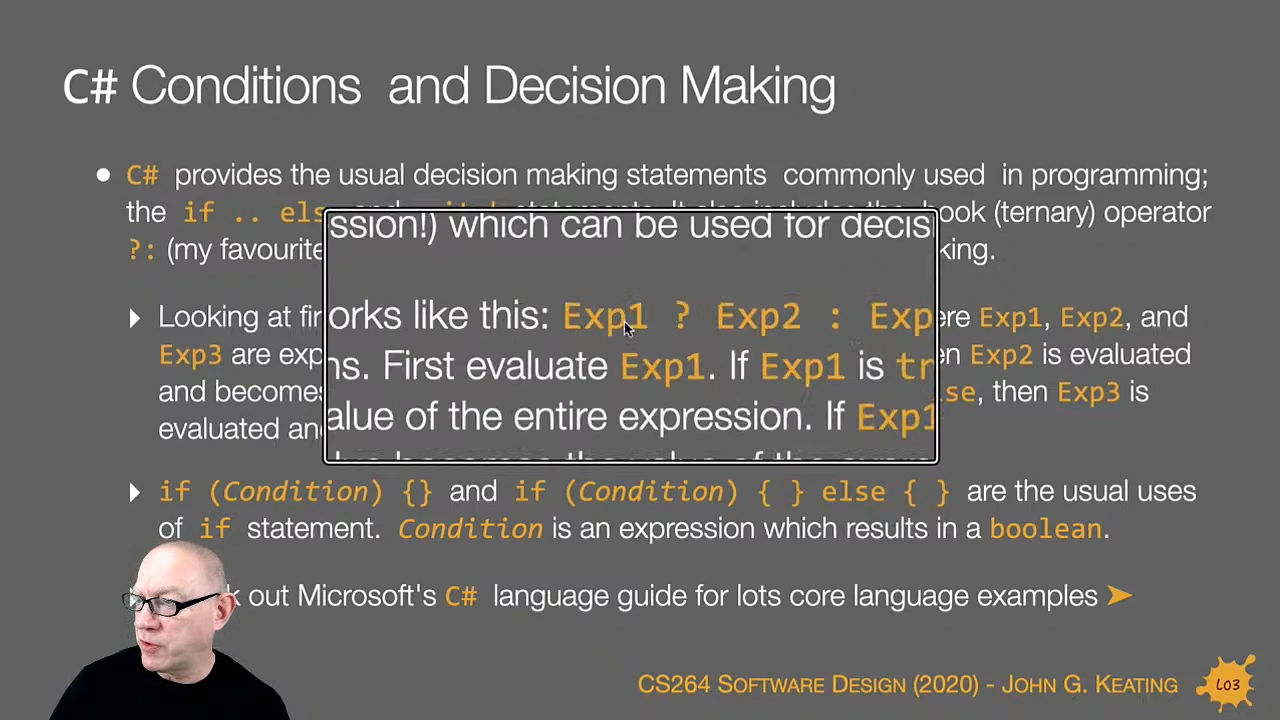 C# Conditions and Decision Making
● C# provides the usual decision making statements commonly used in programming;
the if .. els book (ternary) operator
?: (my favourite king.
ssion!) which can be used for decis
orks like this: Exp1 ? Exp2 : Exp
ns. First evaluate Exp1. If Exp1 is tr
alue of the entire expression. If Exp1
Looking at fir ere Exp1, Exp2, and
Exp3 are exp en Exp2 is evaluated
and becomes se, then Exp3 is
evaluated and
if (Condition) {} and if (Condition) { } else { } are the usual uses
of if statement. Condition is an expression which results in a boolean.
k out Microsoft's C# language guide for lots core language examples ➤
CS264 SOFTWARE DESIGN (2020) - JOHN G. KEATING
L03